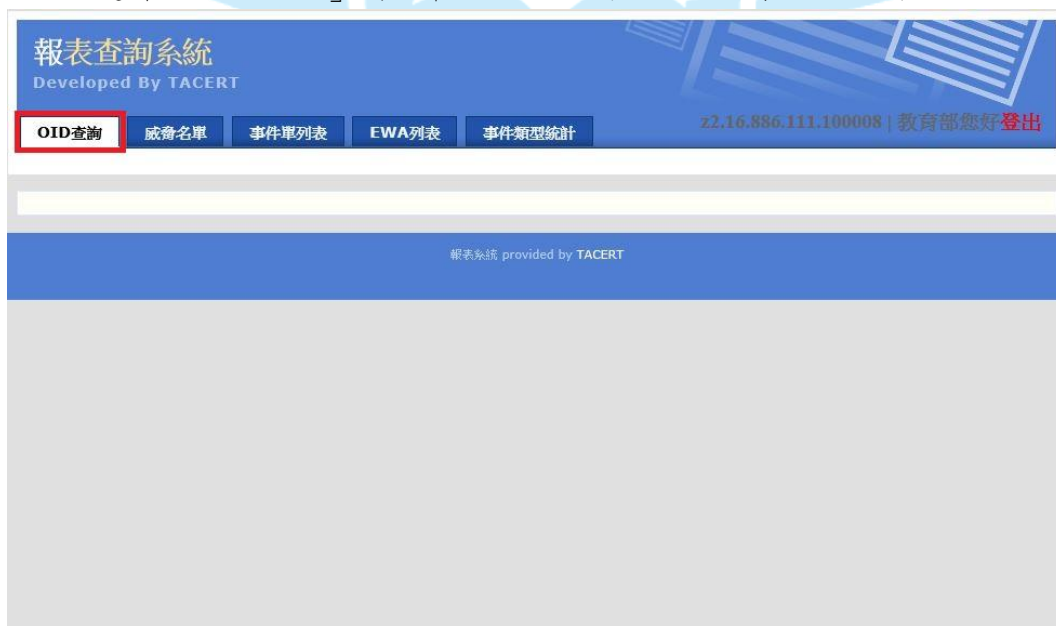 報表查詢系統
Developed By TACERT
OID查詢 威脅名單 事件單列表 EWA列表 事件類型統計 z2.16.886.111.100008 | 教育部您好登出
報表系統 provided by TACERT